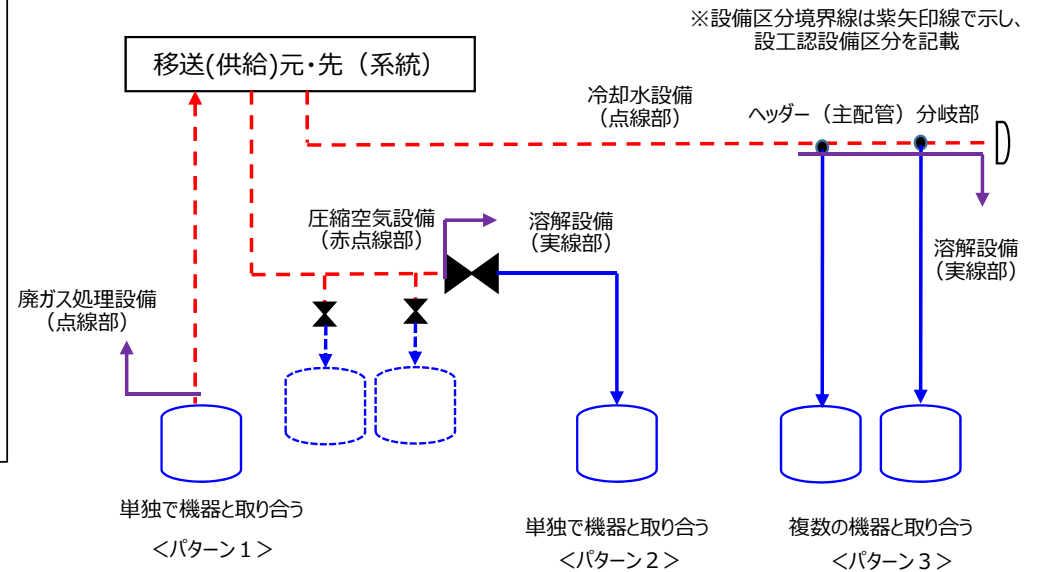 ※設備区分境界線は紫矢印線で示し、
設工認設備区分を記載
移送(供給)元・先（系統）
冷却水設備
（点線部）
ヘッダー（主配管）分岐部
圧縮空気設備
（赤点線部）
溶解設備
（実線部）
溶解設備
（実線部）
廃ガス処理設備
（点線部）
単独で機器と取り合う
＜パターン１＞
単独で機器と取り合う
＜パターン２＞
複数の機器と取り合う
＜パターン３＞